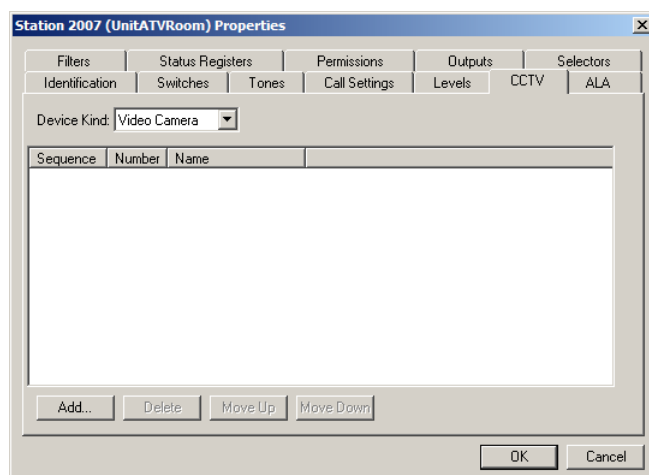 Station 2007 (UnitATVRoom) Properties
Filters Status Registers Permissions Outputs Selectors
Identification Switches Tones Call Settings Levels CCTV ALA
Device Kind: Video Camera
Sequence Number Name
Add... Delete Move Up Move Down
OK Cancel